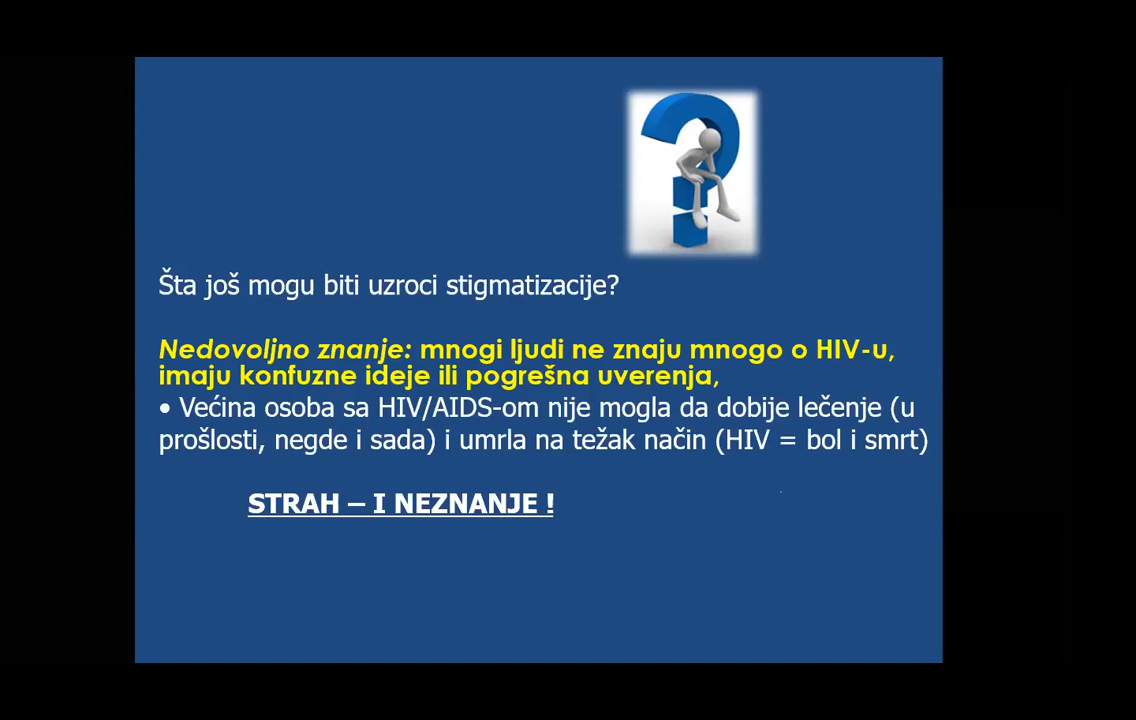 Šta još mogu biti uzroci stigmatizacije?
Nedovoljno znanje: mnogi ljudi ne znaju mnogo o HIV-u,
imaju konfuzne ideje ili pogrešna uverenja,
• Većina osoba sa HIV/AIDS-om nije mogla da dobije lečenje (u
prošlosti, negde i sada) i umrla na težak način (HIV = bol i smrt)
STRAH – I NEZNANJE !